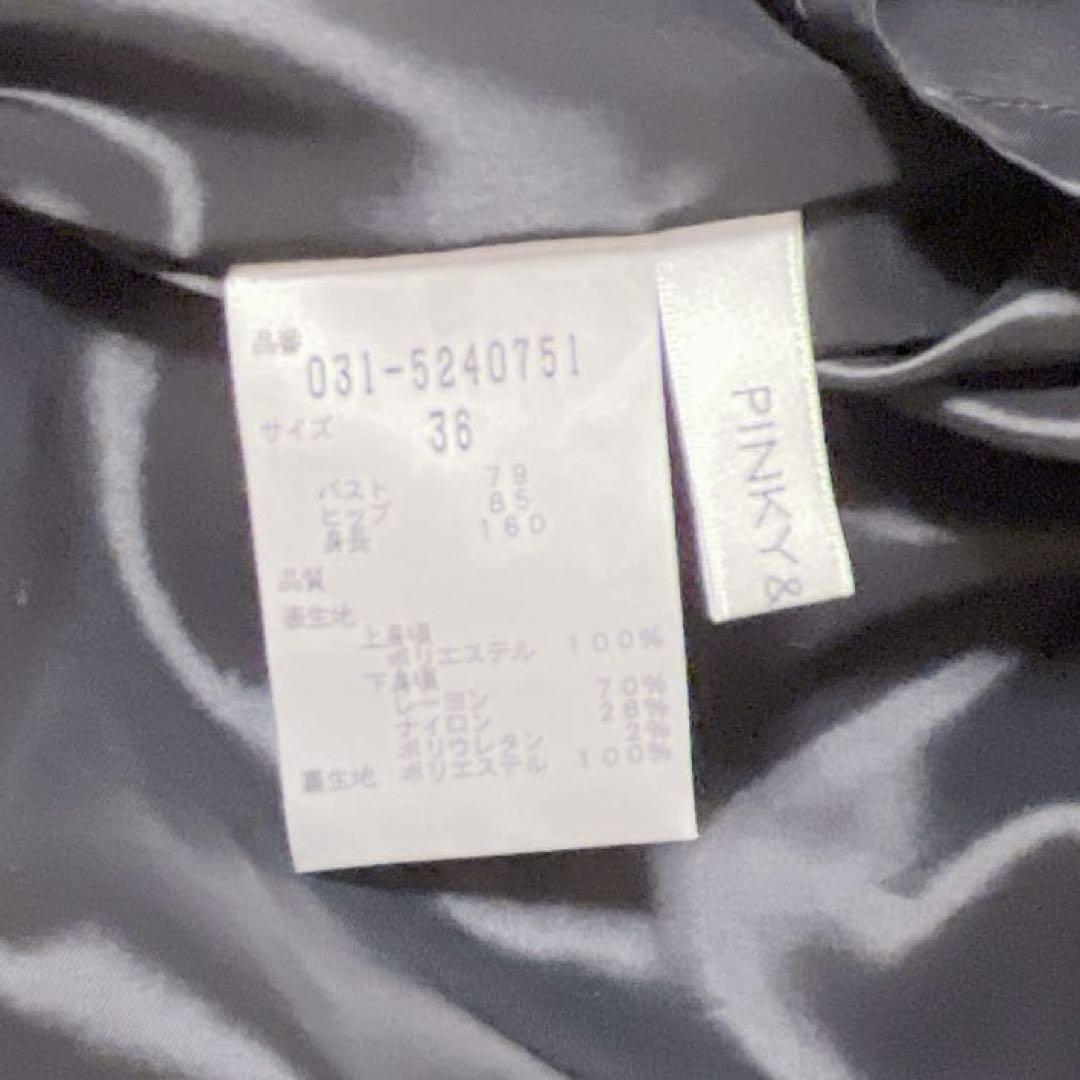 品番
031-5240751
サイズ 36
バスト 79
ヒップ 85
身長 160
品質
表生地
上身頃
ポリエステル 100%
下身頃
レーヨン 70%
ナイロン 28%
ポリウレタン 2%
裏生地 ポリエステル 100%
PINKY&